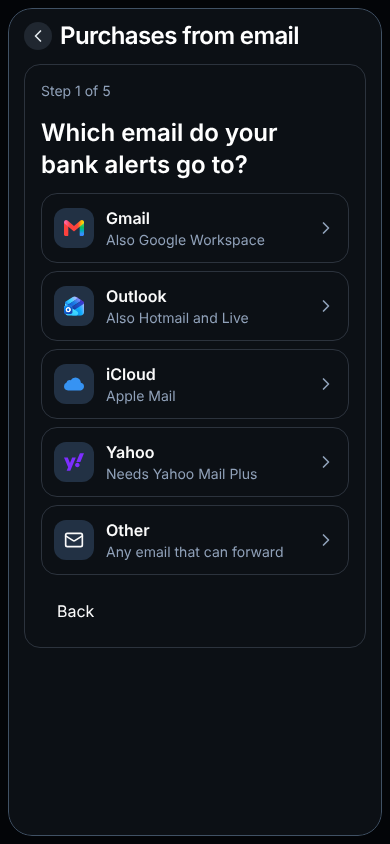 Purchases from email
Step 1 of 5
Which email do your
bank alerts go to?
Gmail
Also Google Workspace
Outlook
Also Hotmail and Live
iCloud
Apple Mail
Yahoo
Needs Yahoo Mail Plus
Other
Any email that can forward
Back